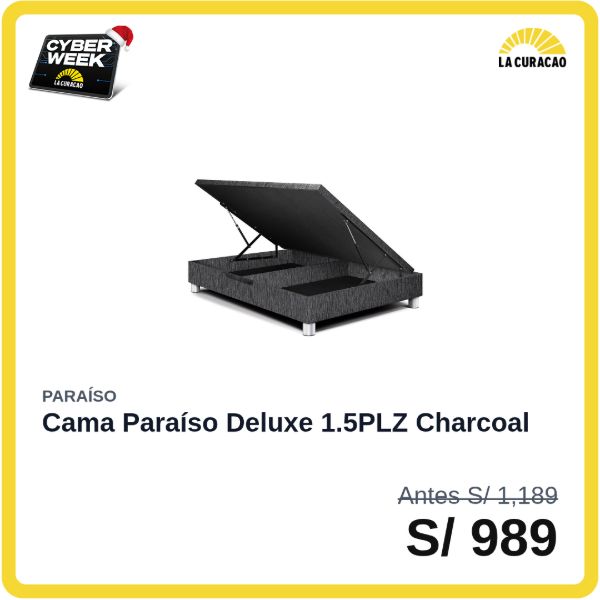 CYBER
WEEK
LA CURACAO
LA CURACAO
PARAÍSO
Cama Paraíso Deluxe 1.5PLZ Charcoal
Antes S/ 1,189
S/ 989